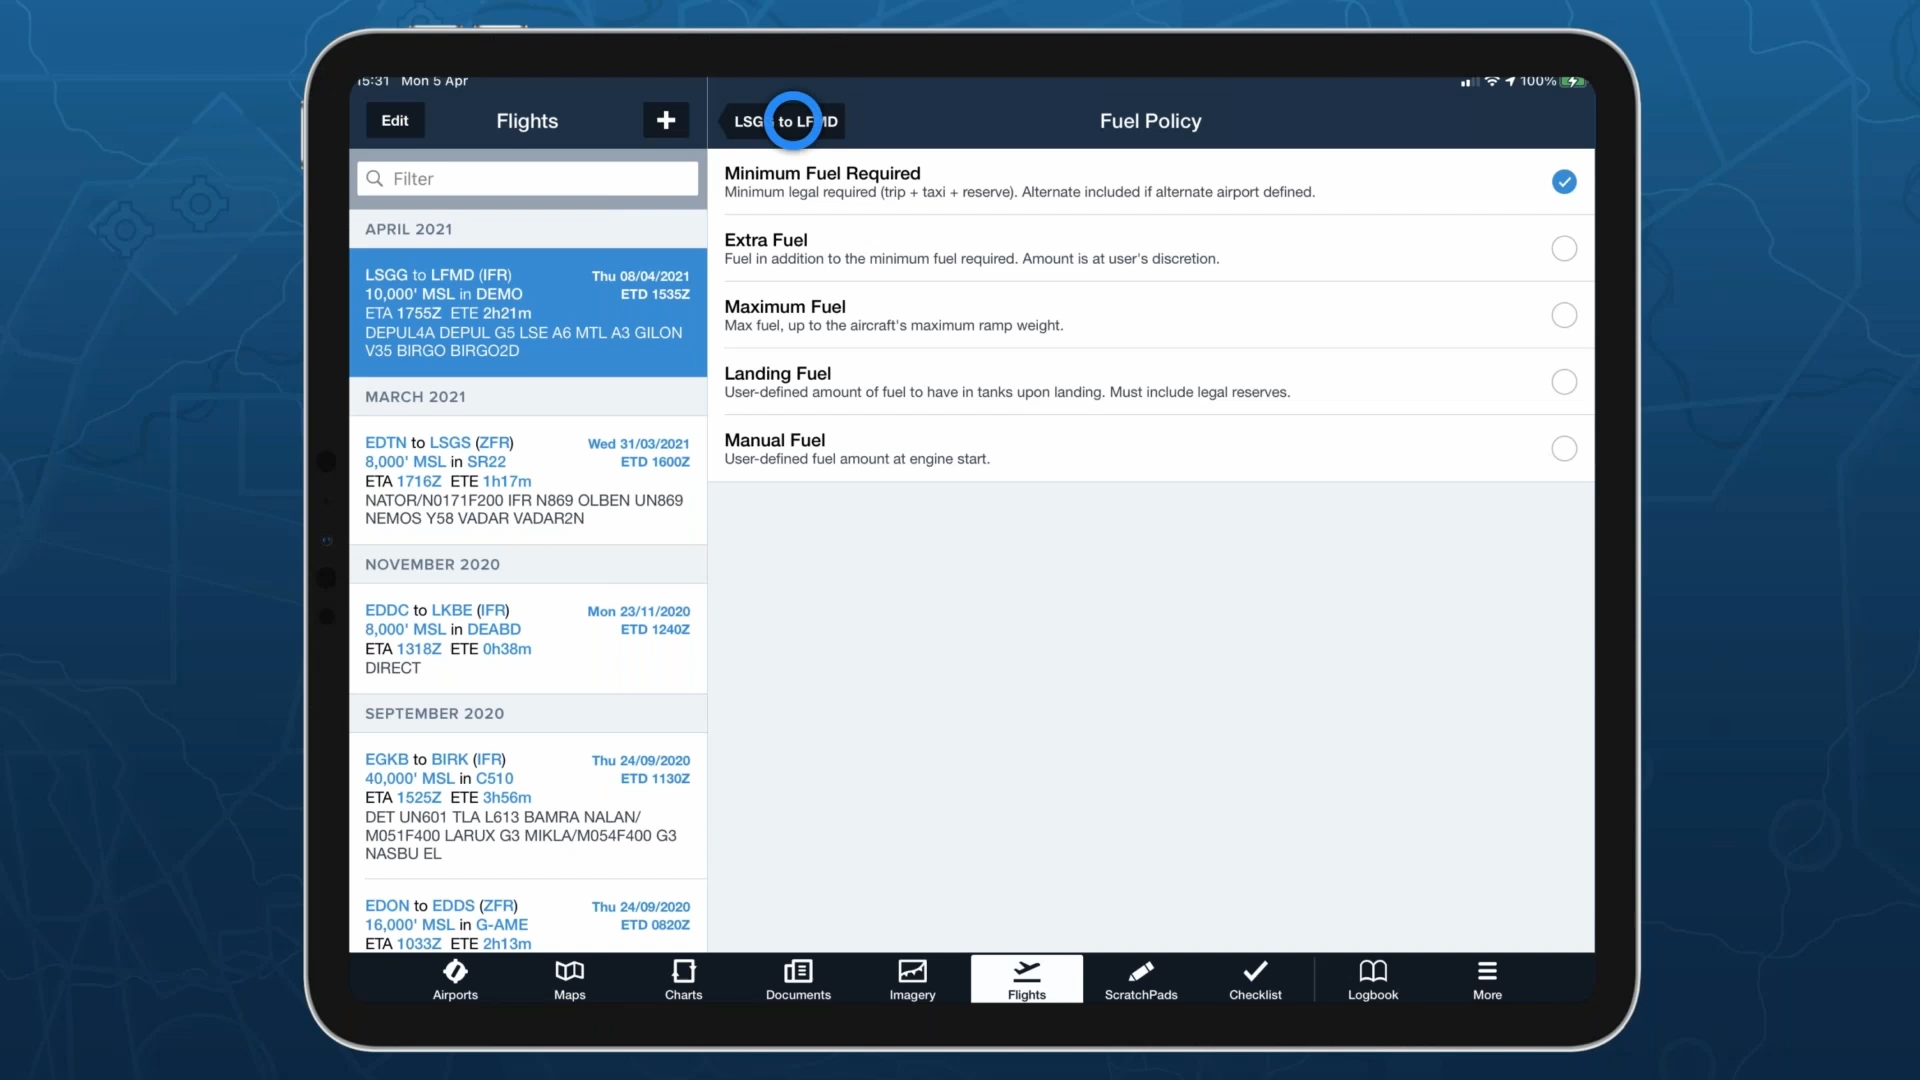 15:31 Mon 5 Apr
100%
Edit
Flights
+
LSGG to LFMD
Fuel Policy
Filter
APRIL 2021
LSGG to LFMD (IFR) Thu 08/04/2021
10,000' MSL in DEMO ETD 1535Z
ETA 1755Z ETE 2h21m
DEPUL4A DEPUL G5 LSE A6 MTL A3 GILON
V35 BIRGO BIRGO2D
MARCH 2021
EDTN to LSGS (ZFR) Wed 31/03/2021
8,000' MSL in SR22 ETD 1600Z
ETA 1716Z ETE 1h17m
NATOR/N0171F200 IFR N869 OLBEN UN869
NEMOS Y58 VADAR VADAR2N
NOVEMBER 2020
EDDC to LKBE (IFR) Mon 23/11/2020
8,000' MSL in DEABD ETD 1240Z
ETA 1318Z ETE 0h38m
DIRECT
SEPTEMBER 2020
EGKB to BIRK (IFR) Thu 24/09/2020
40,000' MSL in C510 ETD 1130Z
ETA 1525Z ETE 3h56m
DET UN601 TLA L613 BAMRA NALAN/
M051F400 LARUX G3 MIKLA/M054F400 G3
NASBU EL
EDON to EDDS (ZFR) Thu 24/09/2020
16,000' MSL in G-AME ETD 0820Z
ETA 1033Z ETE 2h13m
Minimum Fuel Required
Minimum legal required (trip + taxi + reserve). Alternate included if alternate airport defined.
Extra Fuel
Fuel in addition to the minimum fuel required. Amount is at user's discretion.
Maximum Fuel
Max fuel, up to the aircraft's maximum ramp weight.
Landing Fuel
User-defined amount of fuel to have in tanks upon landing. Must include legal reserves.
Manual Fuel
User-defined fuel amount at engine start.
Airports
Maps
Charts
Documents
Imagery
Flights
ScratchPads
Checklist
Logbook
More